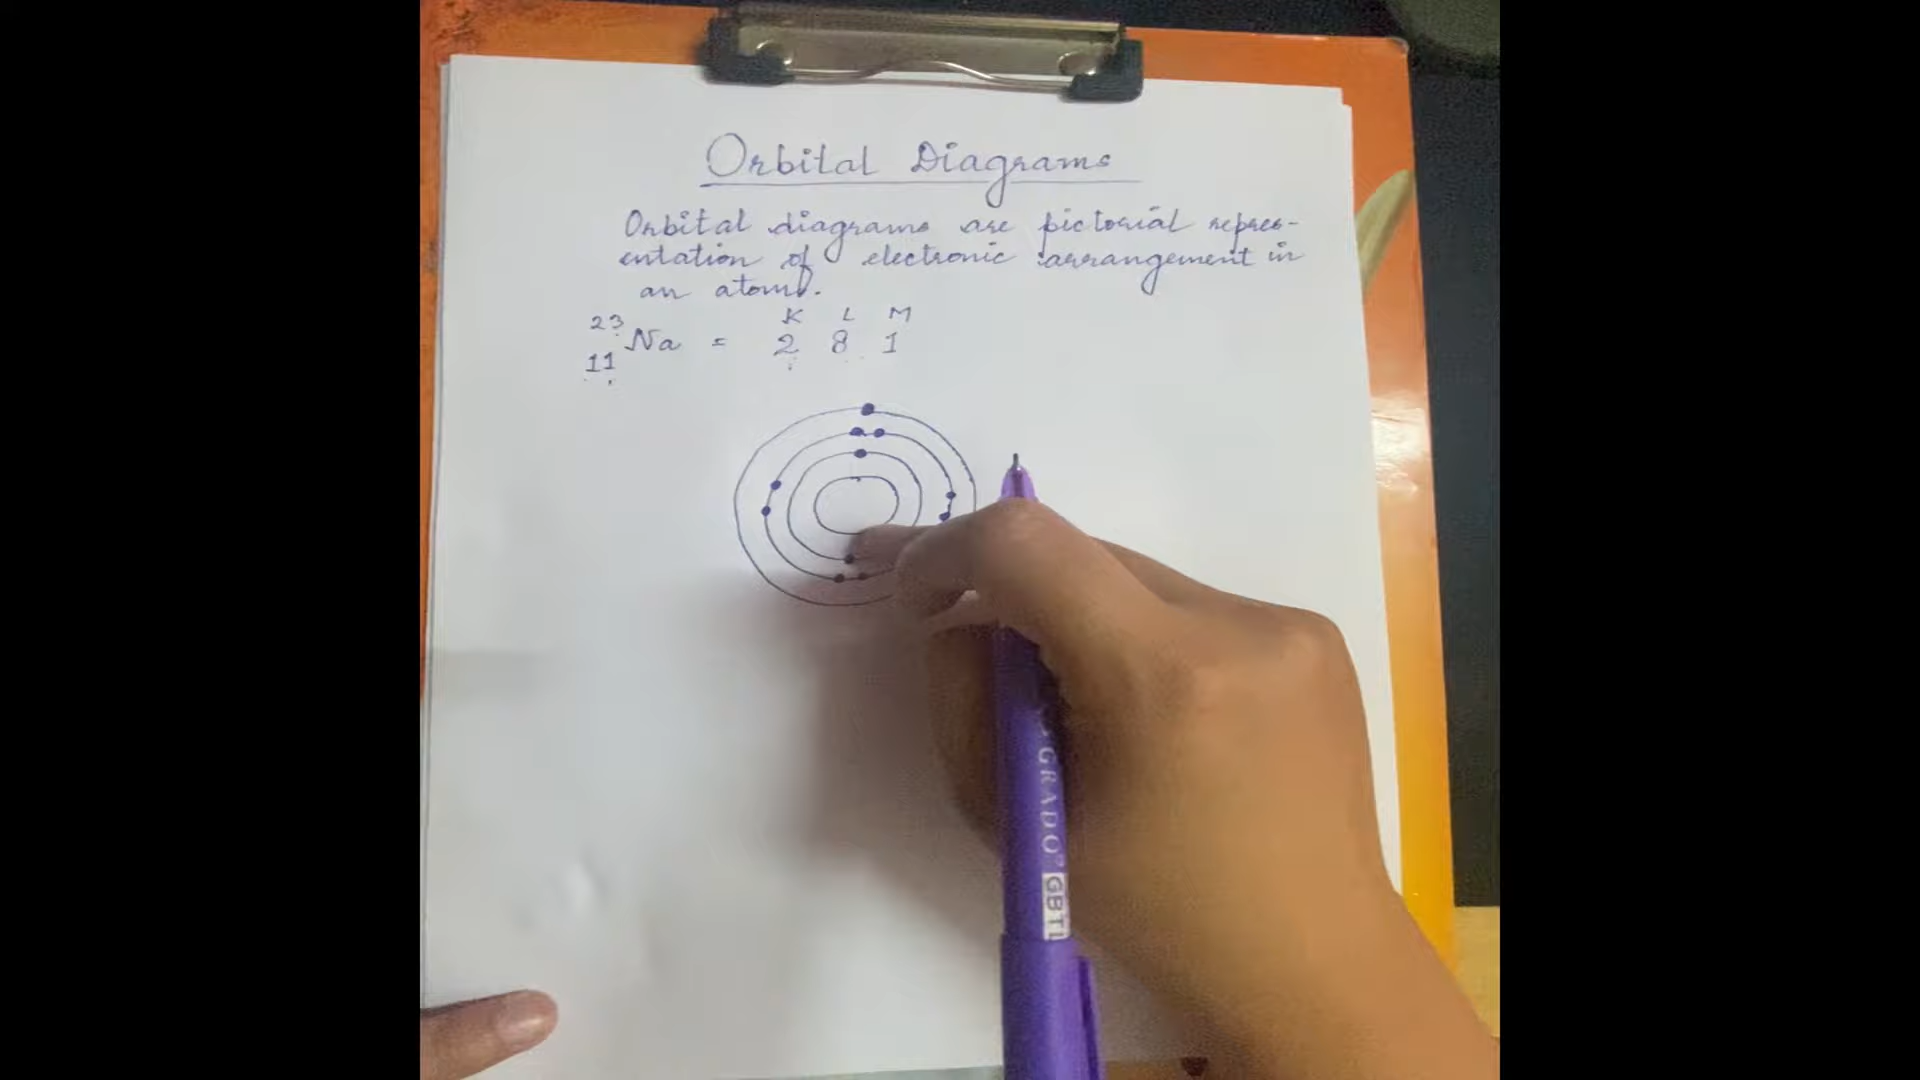 Orbital Diagrams
Orbital diagrams are pictorial repres-
entation of electronic arrangement in
an atom.
K L M
23
Na = 2 8 1
11
GRADO GBT